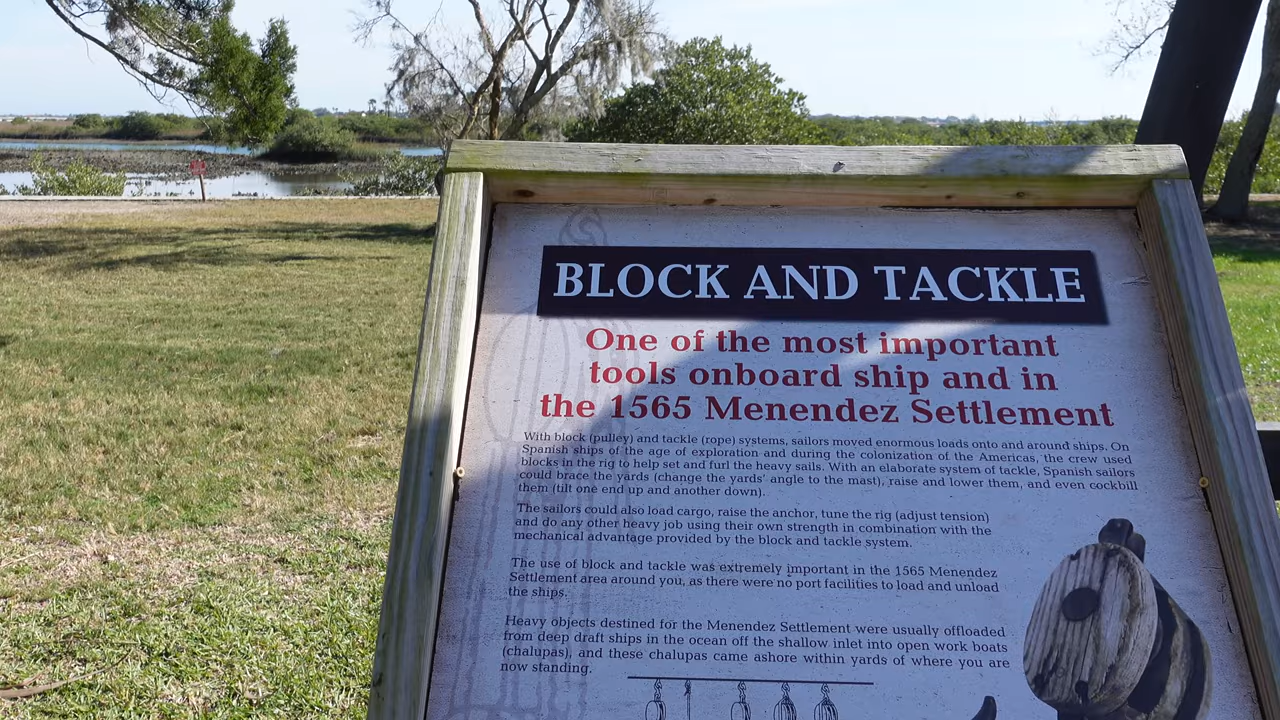 BLOCK AND TACKLE
One of the most important
tools onboard ship and in
the 1565 Menendez Settlement
With block (pulley) and tackle (rope) systems, sailors moved enormous loads onto and around ships. On
Spanish ships of the age of exploration and during the colonization of the Americas, the crew used
blocks in the rig to help set and furl the heavy sails. With an elaborate system of tackle, Spanish sailors
could brace the yards (change the yards' angle to the mast), raise and lower them, and even cockbill
them (tilt one end up and another down).
The sailors could also load cargo, raise the anchor, tune the rig (adjust tension)
and do any other heavy job using their own strength in combination with the
mechanical advantage provided by the block and tackle system.
The use of block and tackle was extremely important in the 1565 Menendez
Settlement area around you, as there were no port facilities to load and unload
the ships.
Heavy objects destined for the Menendez Settlement were usually offloaded
from deep draft ships in the ocean off the shallow inlet into open work boats
(chalupas), and these chalupas came ashore within yards of where you are
now standing.